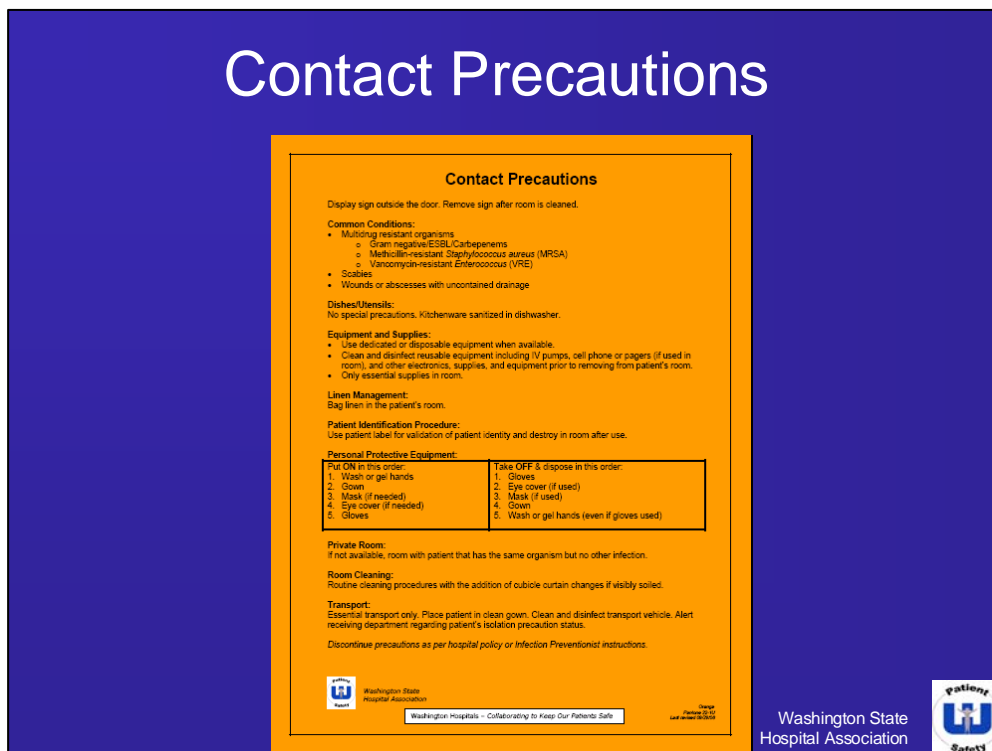 Contact Precautions
Contact Precautions
Display sign outside the door. Remove sign after room is cleaned.
Common Conditions:
• Multidrug resistant organisms
o Gram negative/ESBL/Carbepenems
o Methicillin-resistant Staphylococcus aureus (MRSA)
o Vancomycin-resistant Enterococcus (VRE)
• Scabies
• Wounds or abscesses with uncontained drainage
Dishes/Utensils:
No special precautions. Kitchenware sanitized in dishwasher.
Equipment and Supplies:
• Use dedicated or disposable equipment when available.
• Clean and disinfect reusable equipment including IV pumps, cell phone or pagers (if used in
room), and other electronics, supplies, and equipment prior to removing from patient's room.
• Only essential supplies in room.
Linen Management:
Bag linen in the patient's room.
Patient Identification Procedure:
Use patient label for validation of patient identity and destroy in room after use.
Personal Protective Equipment:
Put ON in this order:
1. Wash or gel hands
2. Gown
3. Mask (if needed)
4. Eye cover (if needed)
5. Gloves
Take OFF & dispose in this order:
1. Gloves
2. Eye cover (if used)
3. Mask (if used)
4. Gown
5. Wash or gel hands (even if gloves used)
Private Room:
If not available, room with patient that has the same organism but no other infection.
Room Cleaning:
Routine cleaning procedures with the addition of cubicle curtain changes if visibly soiled.
Transport:
Essential transport only. Place patient in clean gown. Clean and disinfect transport vehicle. Alert
receiving department regarding patient's isolation precaution status.
Discontinue precautions as per hospital policy or Infection Preventionist instructions.
Patient
Safety
Washington State
Hospital Association
Washington Hospitals – Collaborating to Keep Our Patients Safe
Orange
Last revised
Washington State
Hospital Association
Patient
Safety